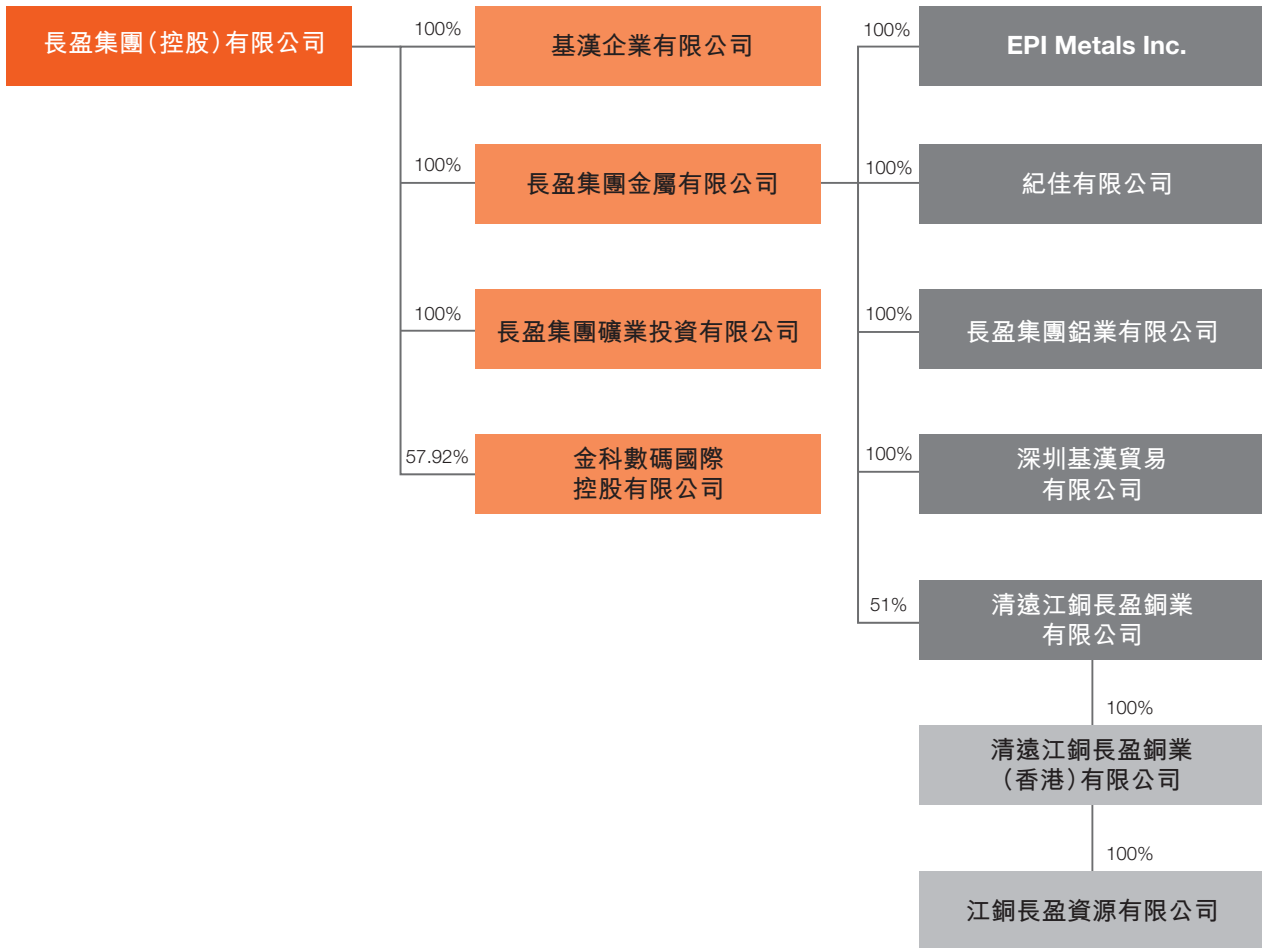 長盈集團(控股)有限公司
100%
基漢企業有限公司
100%
EPI Metals Inc.
100%
長盈集團金屬有限公司
100%
紀佳有限公司
100%
長盈集團礦業投資有限公司
100%
長盈集團鋁業有限公司
57.92%
金科數碼國際
控股有限公司
100%
深圳基漢貿易
有限公司
51%
清遠江銅長盈銅業
有限公司
100%
清遠江銅長盈銅業
(香港)有限公司
100%
江銅長盈資源有限公司